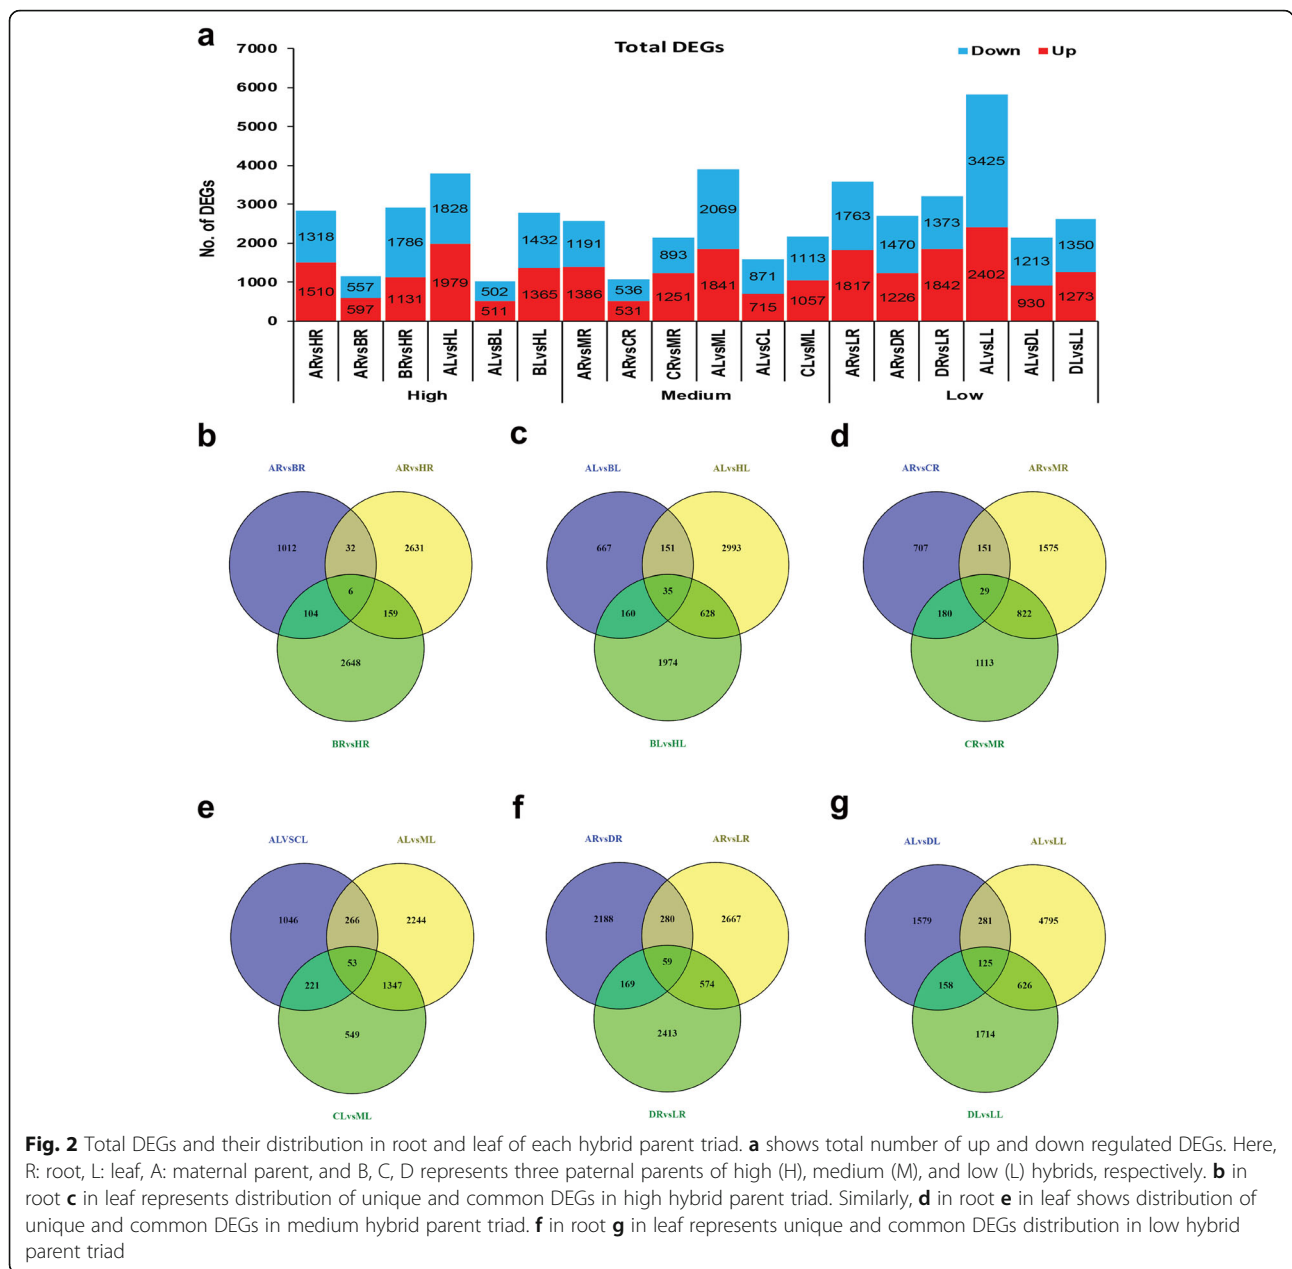 a
Total DEGs
Down Up
No. of DEGs
7000
6000
5000
4000
3000
2000
1000
0
1318 557 1786 1828 502 1432 1191 536 893 2069 871 1113 1763 1470 1373 3425 1213 1350
1510 597 1131 1979 511 1365 1386 531 1251 1841 715 1057 1817 1226 1842 2402 930 1273
ARvsHR ARvsBR BRvsHR ALvsHL ALvsBL BLvsHL ARvsMR ARvsCR CRvsMR ALvsML ALvsCL CLvsML ARvsLR ARvsDR DRvsLR ALvsLL ALvsDL DLvsLL
High Medium Low
b
ARvsBR ARvsHR
1012 32 2631
6
104 159
2648
BRvsHR
c
ALvsBL ALvsHL
667 151 2993
35
160 628
1974
BLvsHL
d
ARvsCR ARvsMR
707 151 1575
29
180 822
1113
CRvsMR
e
ALVSCL ALvsML
1046 266 2244
53
221 1347
549
CLvsML
f
ARvsDR ARvsLR
2188 280 2667
59
169 574
2413
DRvsLR
g
ALvsDL ALvsLL
1579 281 4795
125
158 626
1714
DLvsLL
Fig. 2 Total DEGs and their distribution in root and leaf of each hybrid parent triad. a shows total number of up and down regulated DEGs. Here,
R: root, L: leaf, A: maternal parent, and B, C, D represents three paternal parents of high (H), medium (M), and low (L) hybrids, respectively. b in
root c in leaf represents distribution of unique and common DEGs in high hybrid parent triad. Similarly, d in root e in leaf shows distribution of
unique and common DEGs in medium hybrid parent triad. f in root g in leaf represents unique and common DEGs distribution in low hybrid
parent triad